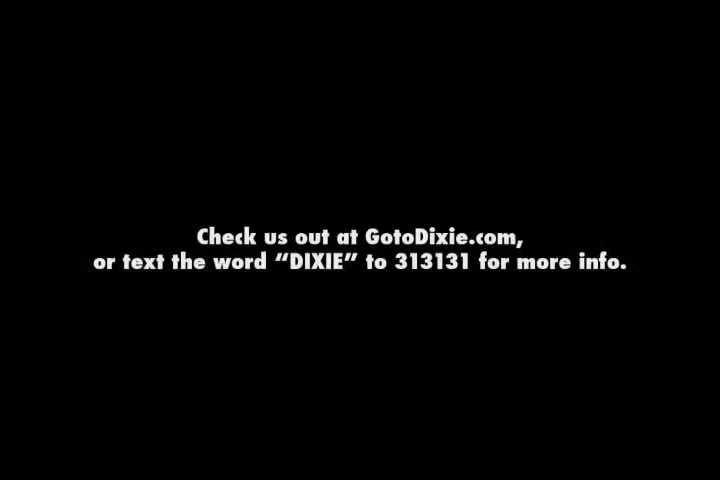 Check us out at GotoDixie.com,
or text the word “DIXIE” to 313131 for more info.